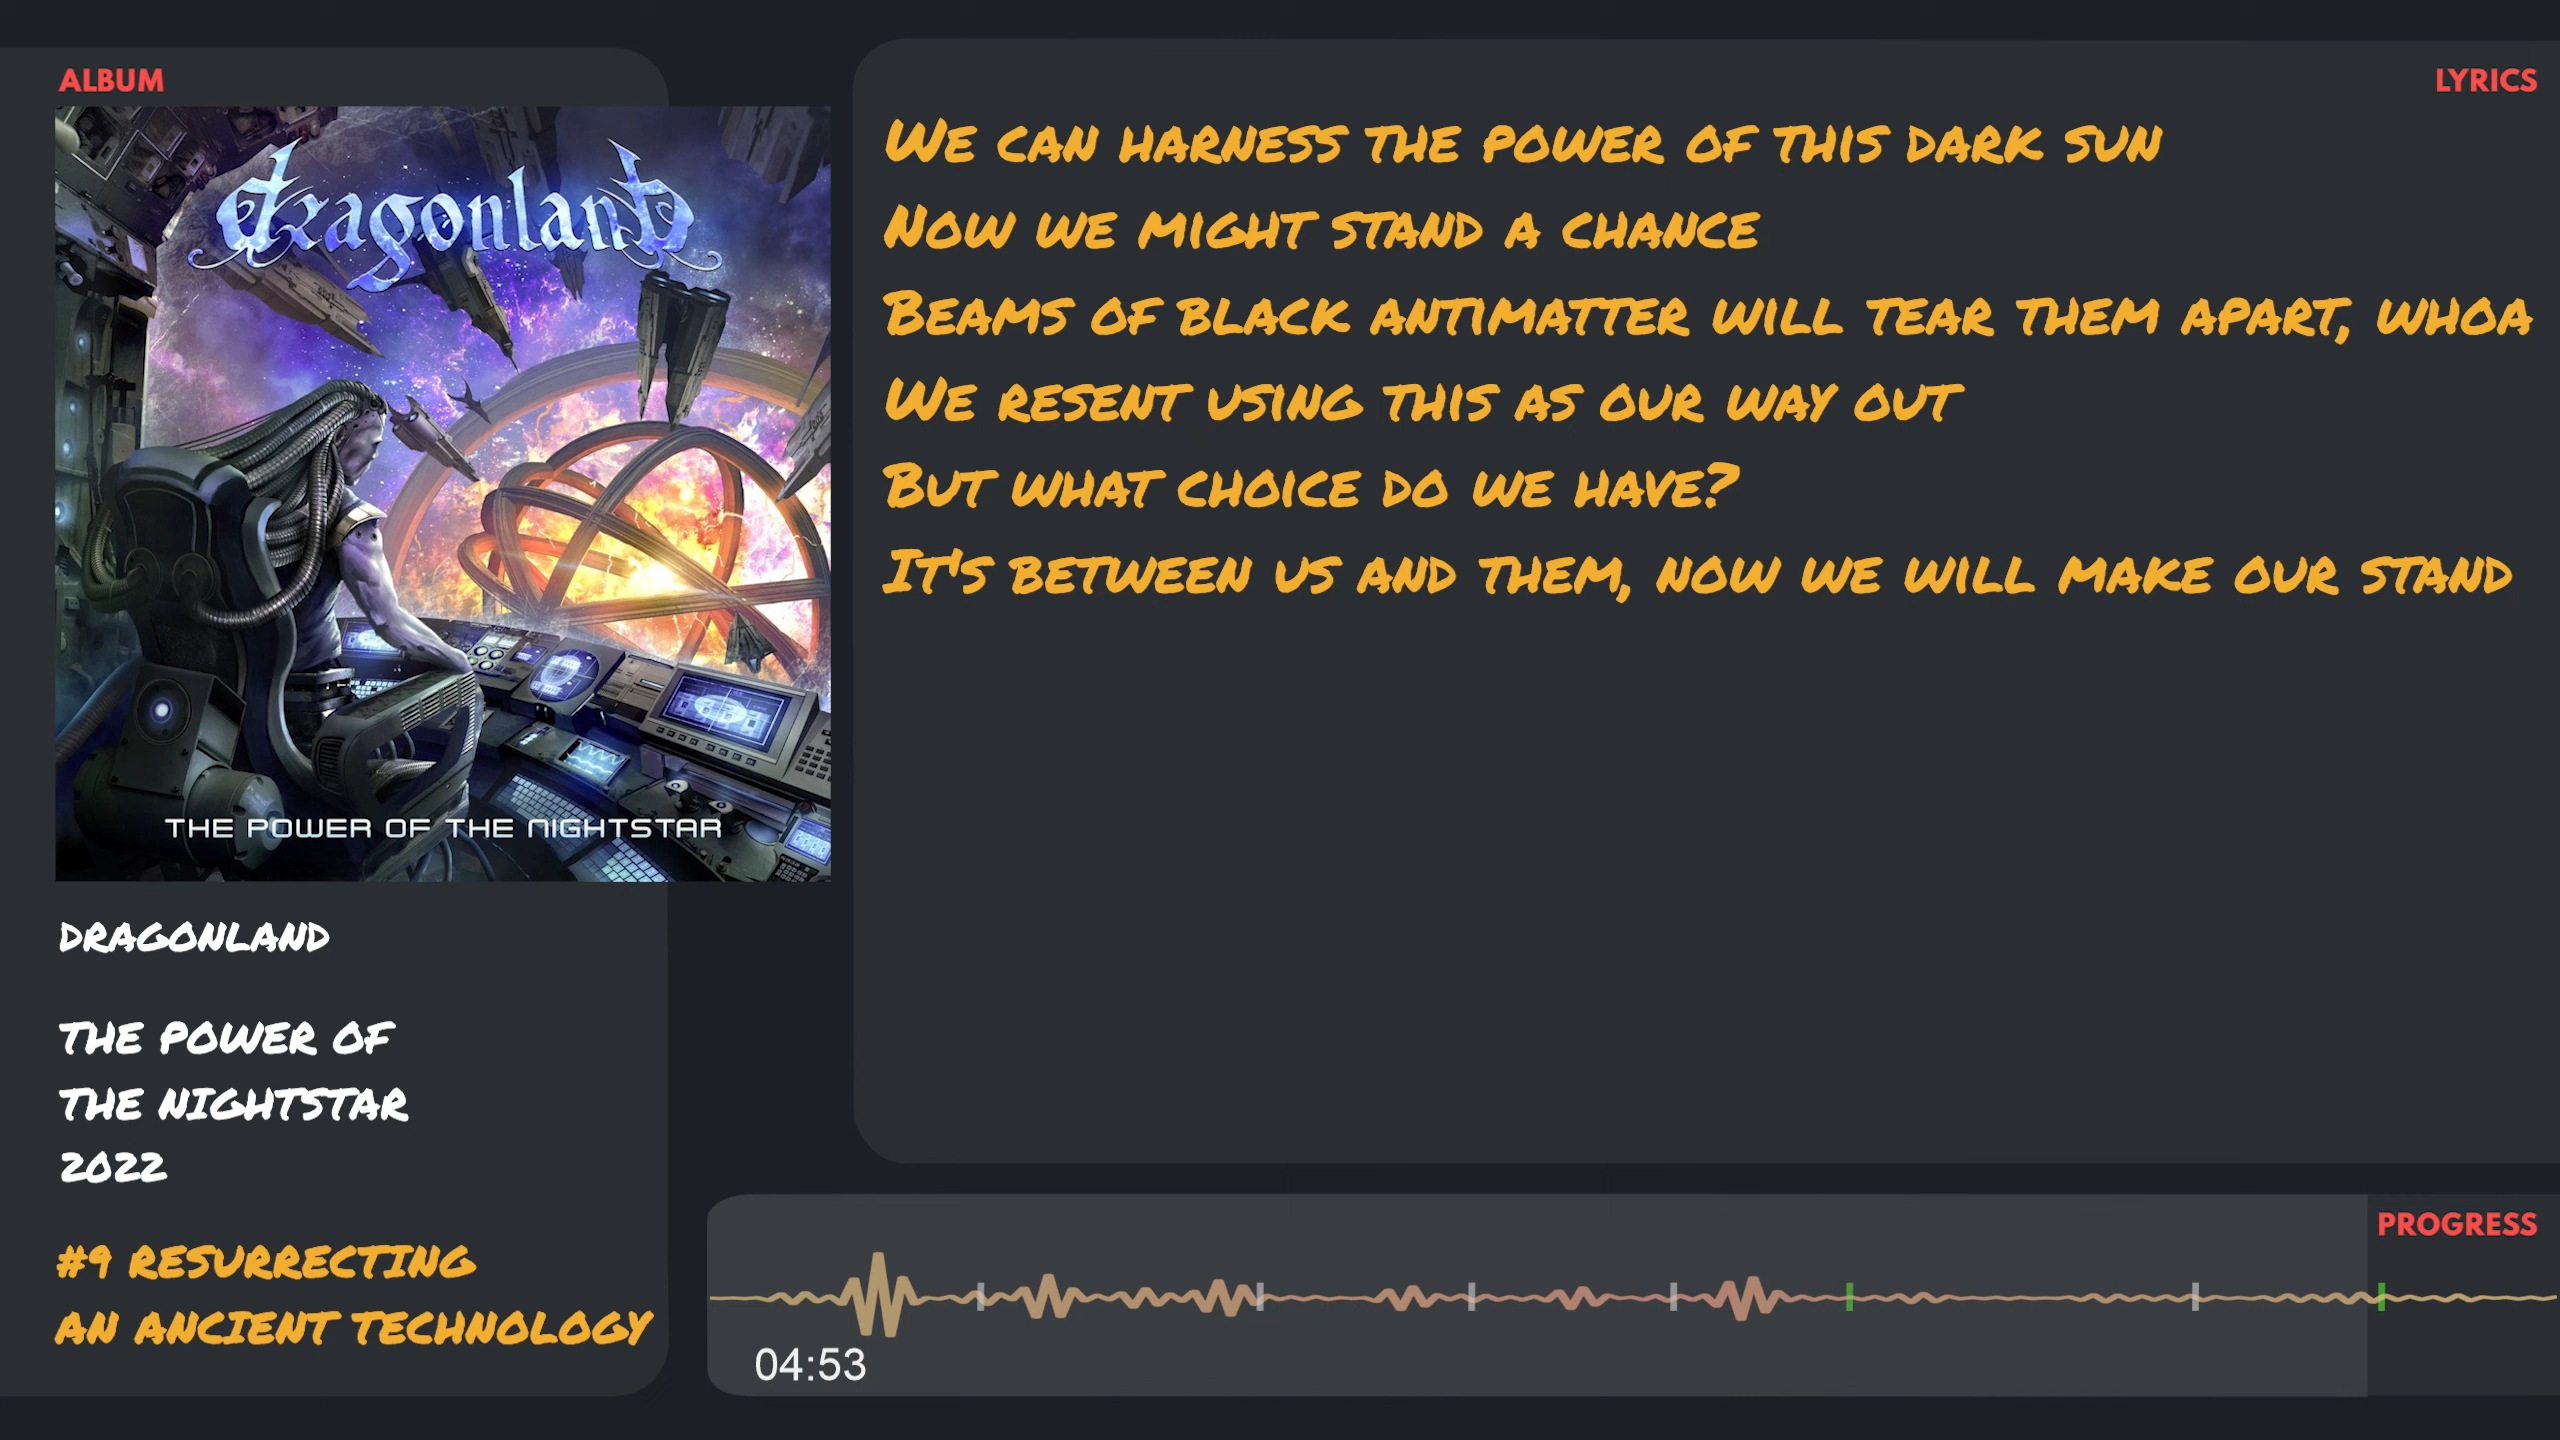 ALBUM
dragonland
THE POWER OF THE NIGHTSTAR
DRAGONLAND
THE POWER OF
THE NIGHTSTAR
2022
#9 RESURRECTING
AN ANCIENT TECHNOLOGY
LYRICS
WE CAN HARNESS THE POWER OF THIS DARK SUN
NOW WE MIGHT STAND A CHANCE
BEAMS OF BLACK ANTIMATTER WILL TEAR THEM APART, WHOA
WE RESENT USING THIS AS OUR WAY OUT
BUT WHAT CHOICE DO WE HAVE?
IT'S BETWEEN US AND THEM, NOW WE WILL MAKE OUR STAND
PROGRESS
04:53